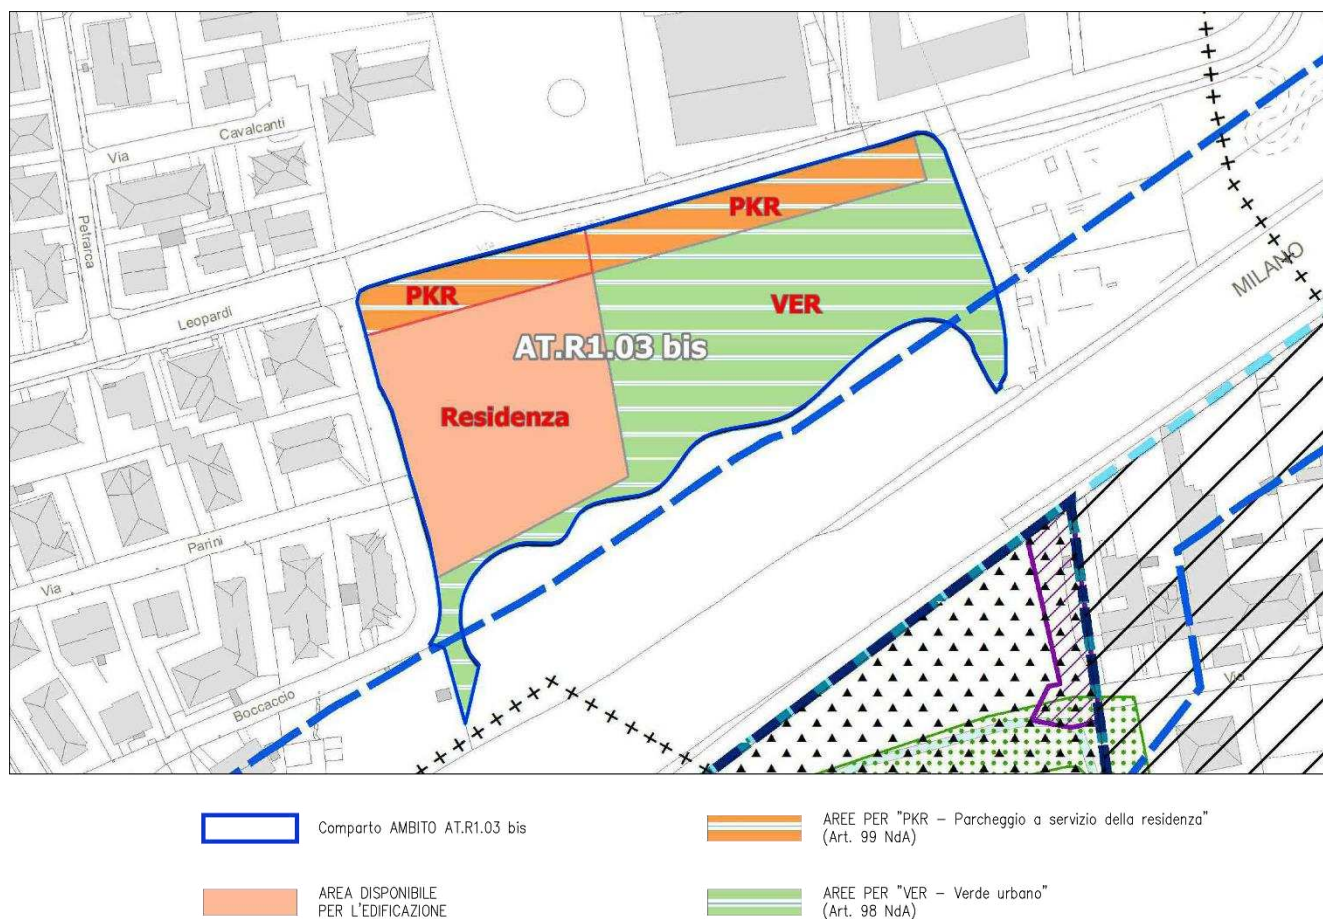 Via
Cavalcanti
Petrarca
PKR
PKR
Leopardi
VER
MILANO
AT.R1.03 bis
Residenza
Via
Parini
Boccaccio
Via
Comparto AMBITO AT.R1.03 bis
AREE PER "PKR – Parcheggio a servizio della residenza"
(Art. 99 NdA)
AREA DISPONIBILE
PER L'EDIFICAZIONE
AREE PER "VER – Verde urbano"
(Art. 98 NdA)